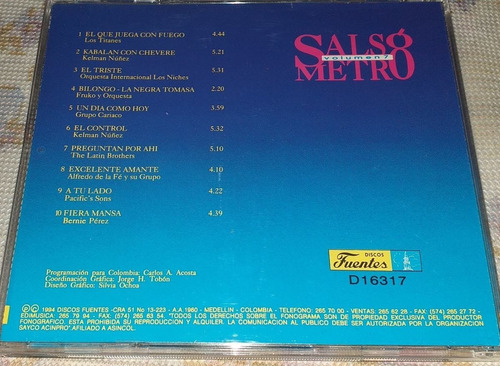 1 EL QUE JUEGA CON FUEGO 4.44
Los Titanes
2 KABALAN CON CHEVERE 5.21
Kelman Núñez
3 EL TRISTE 5.31
Orquesta Internacional Los Niches
4 BILONGO - LA NEGRA TOMASA 2.20
Fruko y Orquesta
5 UN DIA COMO HOY 3.59
Grupo Cariaco
6 EL CONTROL 5.32
Kelman Núñez
7 PREGUNTAN POR AHI 5.10
The Latin Brothers
8 EXCELENTE AMANTE 4.10
Alfredo de la Fé y su Grupo
9 A TU LADO 4.22
Pacific's Sons
10 FIERA MANSA 4.39
Bernie Pérez
SALSO
volumen 7
METRO
Programación para Colombia: Carlos A. Acosta
Coordinación Gráfica: Jorge H. Tobón
Diseño Gráfico: Silvia Ochoa
DISCOS
Fuentes
D16317
℗© 1994 DISCOS FUENTES -CRA 51 No 13-223 - A.A 1960 - MEDELLIN - COLOMBIA - TELEFONO: 265 70 00 - VENTAS: 265 62 28 - FAX: (574) 265 27 72 -
EDIMUSICA: 265 79 94 - FAX: (574) 265 63 54. "TODOS LOS DERECHOS SOBRE EL FONOGRAMA SON DE PROPIEDAD EXCLUSIVA DEL PRODUCTOR
FONOGRAFICO. ESTA PROHIBIDA SU REPRODUCCION Y ALQUILER. LA COMUNICACION AL PUBLICO DEBE SER AUTORIZADA POR LA ORGANIZACION
SAYCO ACINPRO" AFILIADO A ASINCOL.